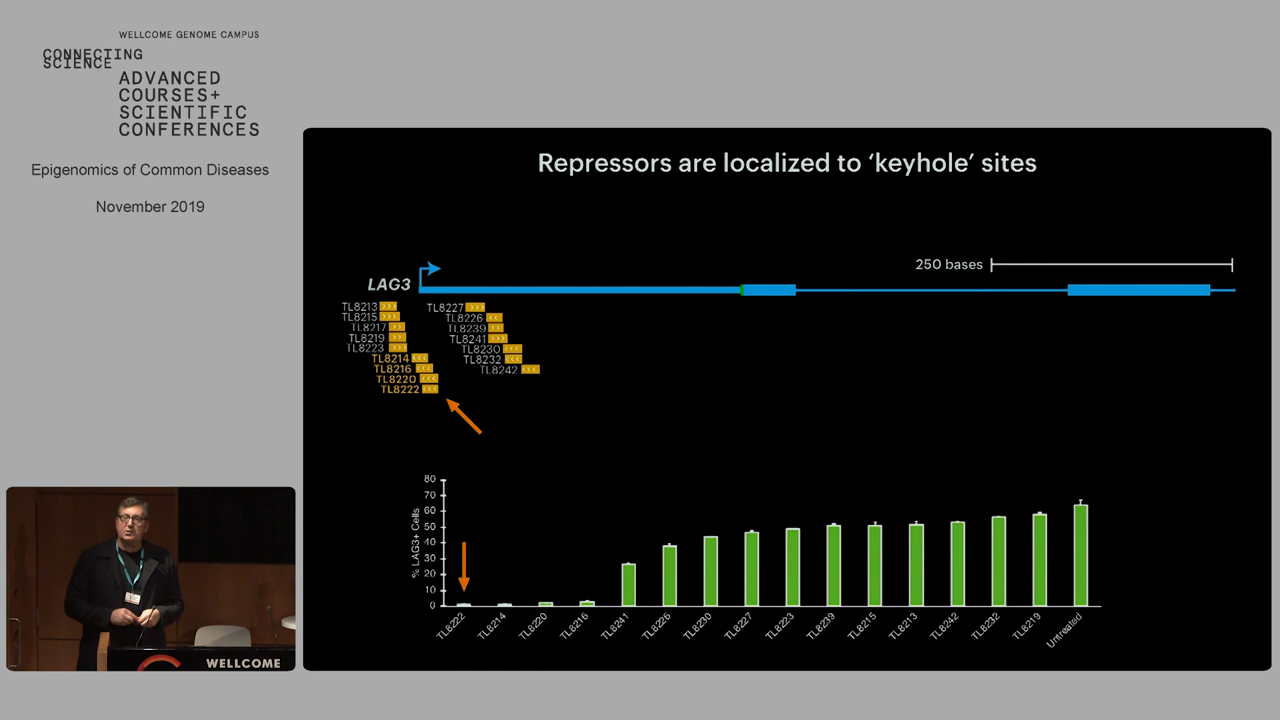 WELLCOME GENOME CAMPUS
CONNECTING
SCIENCE
ADVANCED
COURSES+
SCIENTIFIC
CONFERENCES
Epigenomics of Common Diseases
November 2019
Repressors are localized to ‘keyhole’ sites
250 bases
LAG3
TL8213
TL8215
TL8217
TL8219
TL8223
TL8214
TL8216
TL8220
TL8222
TL8227
TL8226
TL8239
TL8241
TL8230
TL8232
TL8242
% LAG3+ Cells
80
70
60
50
40
30
20
10
0
TL8222
TL8214
TL8220
TL8216
TL8241
TL8226
TL8230
TL8227
TL8223
TL8239
TL8215
TL8213
TL8242
TL8232
TL8219
Untreated
WELLCOME